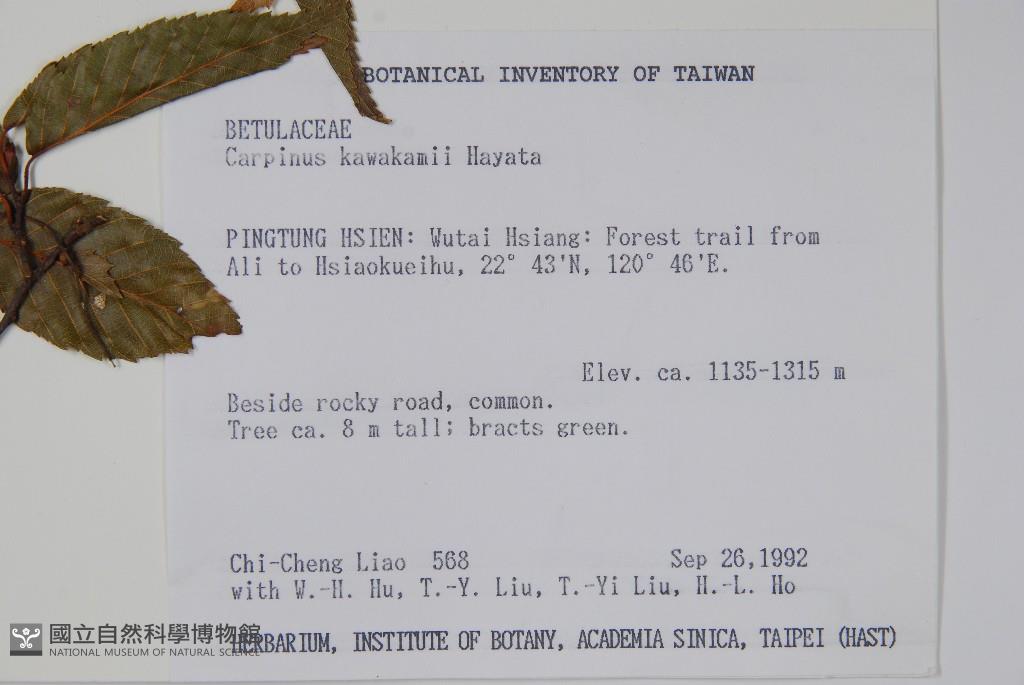 BOTANICAL INVENTORY OF TAIWAN
BETULACEAE
Carpinus kawakamii Hayata
PINGTUNG HSIEN: Wutai Hsiang: Forest trail from
Ali to Hsiaokueihu, 22° 43'N, 120° 46'E.
Elev. ca. 1135-1315 m
Beside rocky road, common.
Tree ca. 8 m tall; bracts green.
Chi-Cheng Liao 568 Sep 26,1992
with W.-H. Hu, T.-Y. Liu, T.-Yi Liu, H.-L. Ho
HERBARIUM, INSTITUTE OF BOTANY, ACADEMIA SINICA, TAIPEI (HAST)
國立自然科學博物館
NATIONAL MUSEUM OF NATURAL SCIENCE